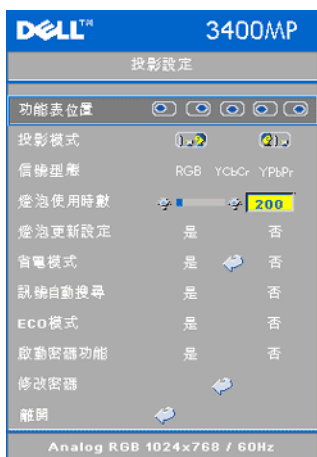 DELL™ 3400MP
投影設定
功能表位置
投影模式
信號型態 RGB YCbCr YPbPr
燈泡使用時數 200
燈泡更新設定 是 否
省電模式 是 否
訊號自動搜尋 是 否
ECO模式 是 否
啟動密碼功能 是 否
修改密碼
離開
Analog RGB 1024x768 / 60Hz